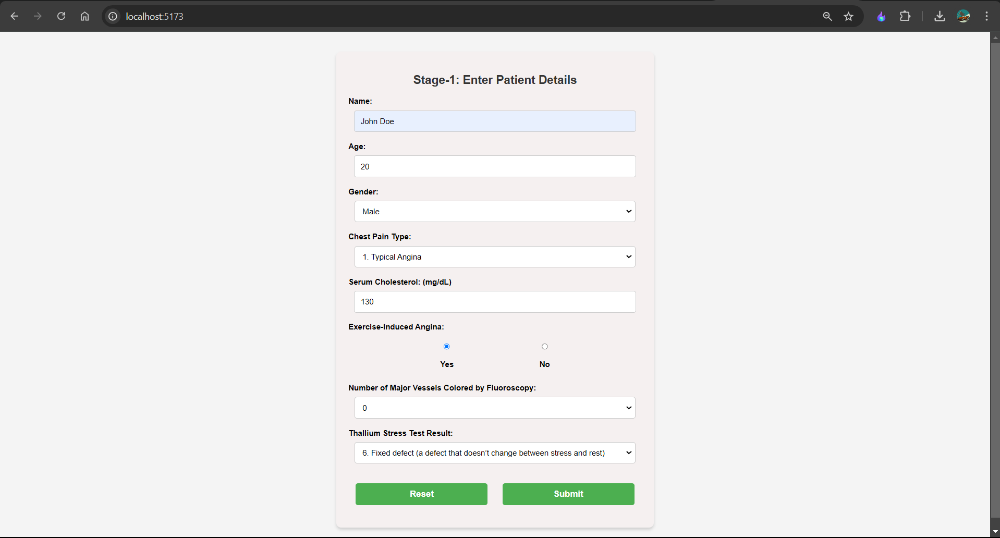 localhost:5173
Stage-1: Enter Patient Details
Name:
John Doe
Age:
20
Gender:
Male
Chest Pain Type:
1. Typical Angina
Serum Cholesterol: (mg/dL)
130
Exercise-Induced Angina:
Yes No
Number of Major Vessels Colored by Fluoroscopy:
0
Thallium Stress Test Result:
6. Fixed defect (a defect that doesn’t change between stress and rest)
Reset Submit